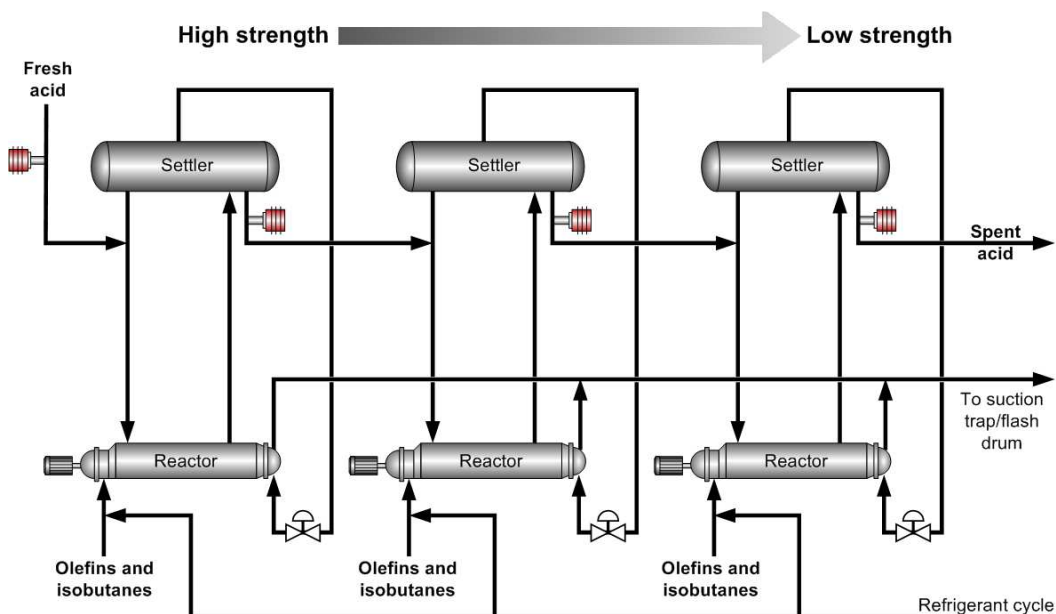 High strength
Low strength
Fresh
acid
Settler
Settler
Settler
Spent
acid
To suction
trap/flash
drum
Reactor
Reactor
Reactor
Olefins and
isobutanes
Olefins and
isobutanes
Olefins and
isobutanes
Refrigerant cycle